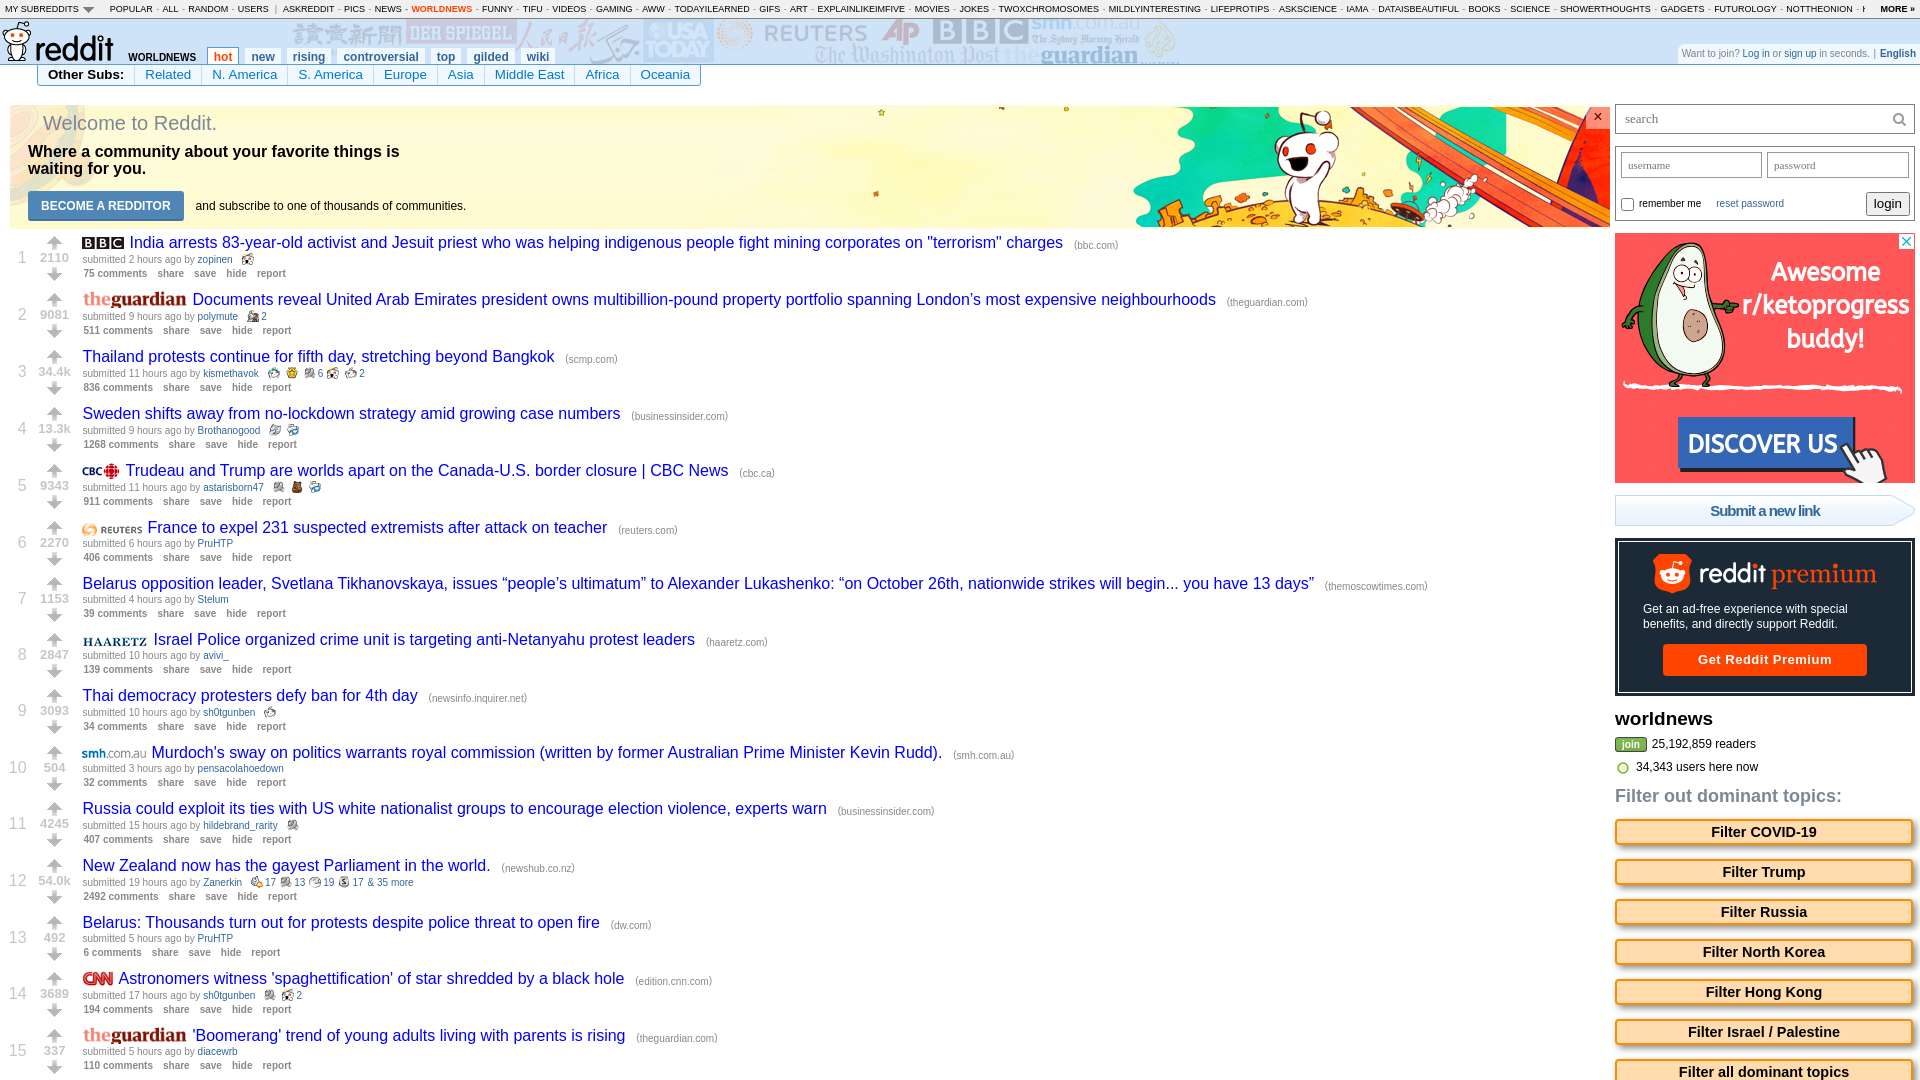 MY SUBREDDITS POPULAR - ALL - RANDOM - USERS | ASKREDDIT - PICS - NEWS - WORLDNEWS - FUNNY - TIFU - VIDEOS - GAMING - AWW - TODAYILEARNED - GIFS - ART - EXPLAINLIKEIMFIVE - MOVIES - JOKES - TWOXCHROMOSOMES - MILDLYINTERESTING - LIFEPROTIPS - ASKSCIENCE - IAMA - DATAISBEAUTIFUL - BOOKS - SCIENCE - SHOWERTHOUGHTS - GADGETS - FUTUROLOGY - NOTTHEONION MORE »
reddit WORLDNEWS hot new rising controversial top gilded wiki
DER SPIEGEL USA TODAY REUTERS AP BBC smh.com.au The Sydney Morning Herald The Washington Post theguardian
Want to join? Log in or sign up in seconds. | English
Other Subs: Related N. America S. America Europe Asia Middle East Africa Oceania
Welcome to Reddit.
Where a community about your favorite things is
waiting for you.
BECOME A REDDITOR and subscribe to one of thousands of communities.
×
1 2110 BBC India arrests 83-year-old activist and Jesuit priest who was helping indigenous people fight mining corporates on "terrorism" charges (bbc.com)
submitted 2 hours ago by zopinen
75 comments share save hide report
2 9081 theguardian Documents reveal United Arab Emirates president owns multibillion-pound property portfolio spanning London’s most expensive neighbourhoods (theguardian.com)
submitted 9 hours ago by polymute 2
511 comments share save hide report
3 34.4k Thailand protests continue for fifth day, stretching beyond Bangkok (scmp.com)
submitted 11 hours ago by kismethavok 6 2
836 comments share save hide report
4 13.3k Sweden shifts away from no-lockdown strategy amid growing case numbers (businessinsider.com)
submitted 9 hours ago by Brothanogood
1268 comments share save hide report
5 9343 CBC Trudeau and Trump are worlds apart on the Canada-U.S. border closure | CBC News (cbc.ca)
submitted 11 hours ago by astarisborn47
911 comments share save hide report
6 2270 REUTERS France to expel 231 suspected extremists after attack on teacher (reuters.com)
submitted 6 hours ago by PruHTP
406 comments share save hide report
7 1153 Belarus opposition leader, Svetlana Tikhanovskaya, issues “people’s ultimatum” to Alexander Lukashenko: “on October 26th, nationwide strikes will begin... you have 13 days” (themoscowtimes.com)
submitted 4 hours ago by Stelum
39 comments share save hide report
8 2847 HAARETZ Israel Police organized crime unit is targeting anti-Netanyahu protest leaders (haaretz.com)
submitted 10 hours ago by avivi_
139 comments share save hide report
9 3093 Thai democracy protesters defy ban for 4th day (newsinfo.inquirer.net)
submitted 10 hours ago by sh0tgunben
34 comments share save hide report
10 504 smh.com.au Murdoch's sway on politics warrants royal commission (written by former Australian Prime Minister Kevin Rudd). (smh.com.au)
submitted 3 hours ago by pensacolahoedown
32 comments share save hide report
11 4245 Russia could exploit its ties with US white nationalist groups to encourage election violence, experts warn (businessinsider.com)
submitted 15 hours ago by hildebrand_rarity
407 comments share save hide report
12 54.0k New Zealand now has the gayest Parliament in the world. (newshub.co.nz)
submitted 19 hours ago by Zanerkin 17 13 19 17 & 35 more
2492 comments share save hide report
13 492 Belarus: Thousands turn out for protests despite police threat to open fire (dw.com)
submitted 5 hours ago by PruHTP
6 comments share save hide report
14 3689 CNN Astronomers witness 'spaghettification' of star shredded by a black hole (edition.cnn.com)
submitted 17 hours ago by sh0tgunben 2
194 comments share save hide report
15 337 theguardian 'Boomerang' trend of young adults living with parents is rising (theguardian.com)
submitted 5 hours ago by diacewrb
110 comments share save hide report
search
username password
remember me reset password login
Awesome
r/ketoprogress
buddy!
DISCOVER US
Submit a new link
reddit premium
Get an ad-free experience with special
benefits, and directly support Reddit.
Get Reddit Premium
worldnews
join 25,192,859 readers
34,343 users here now
Filter out dominant topics:
Filter COVID-19
Filter Trump
Filter Russia
Filter North Korea
Filter Hong Kong
Filter Israel / Palestine
Filter all dominant topics